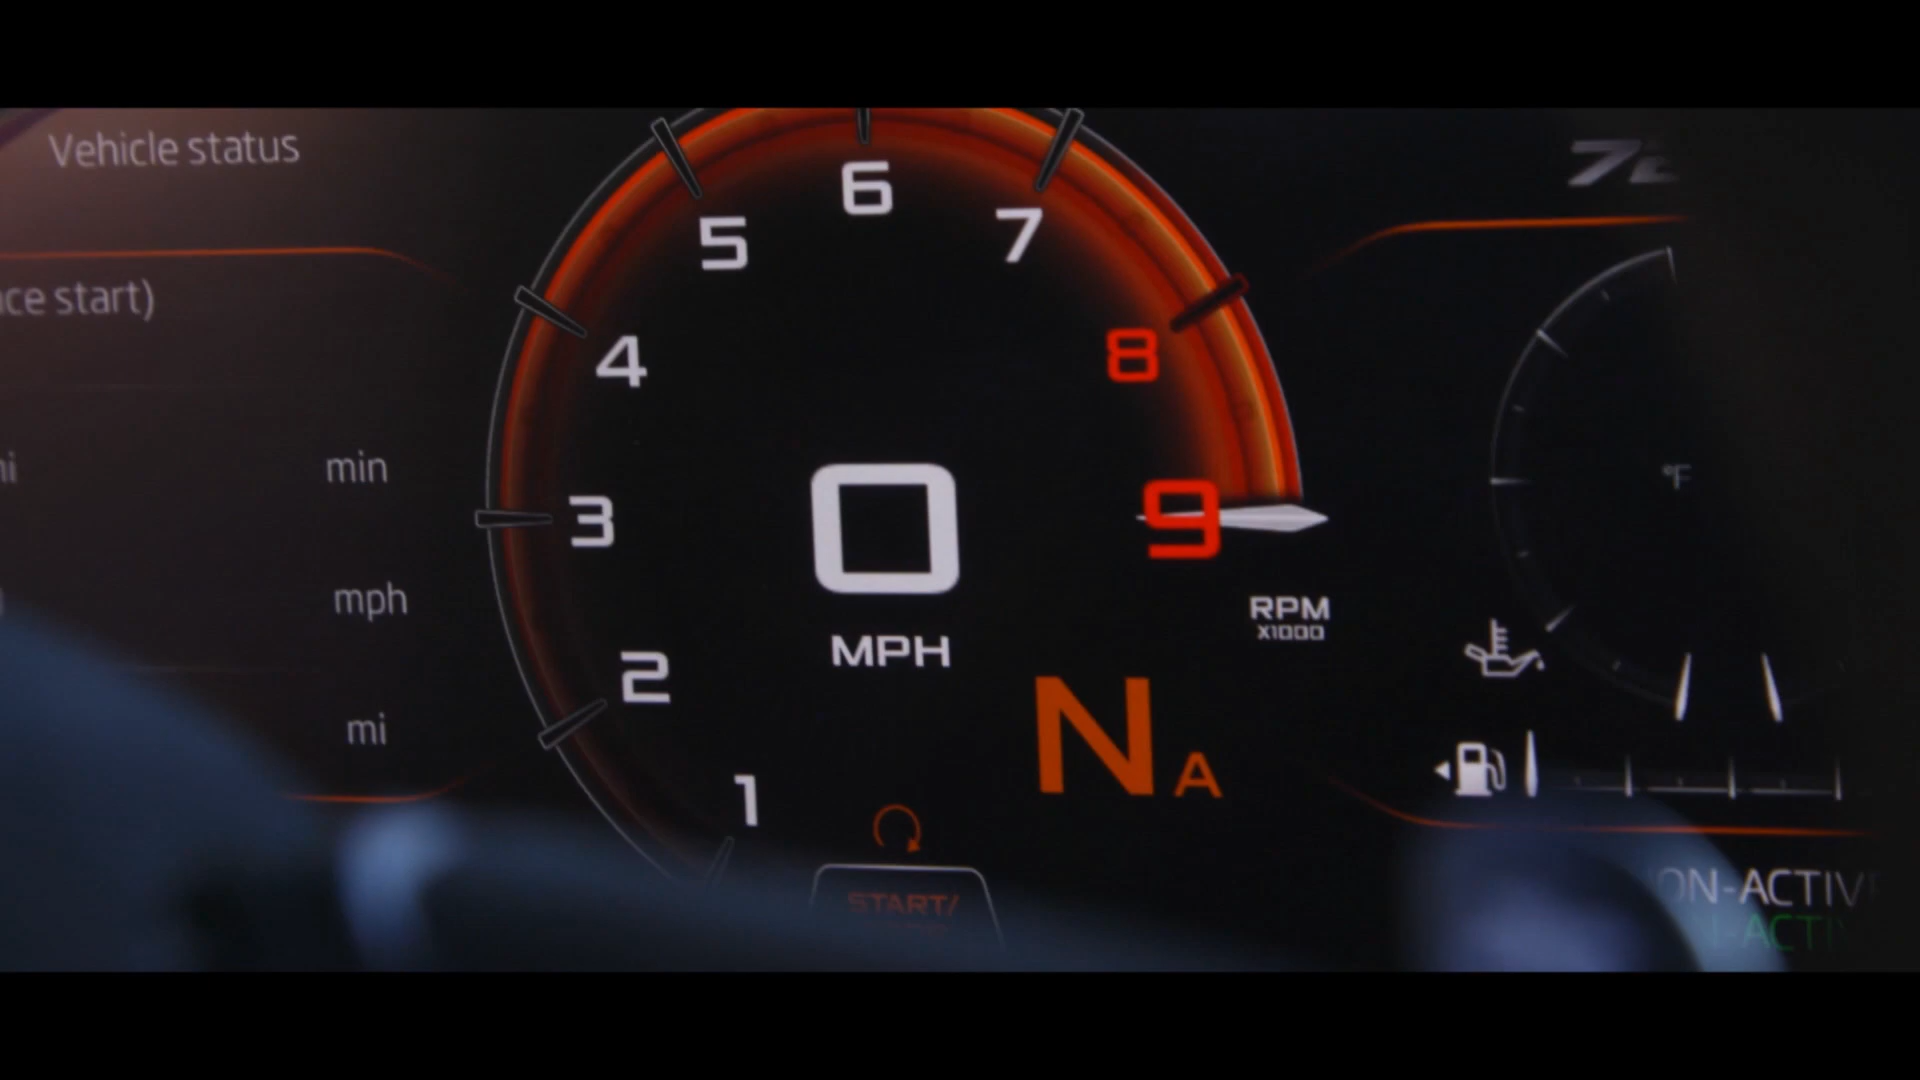 Vehicle status
ce start)
min
mph
mi
6
5
7
4
8
3
9
2
1
0
MPH
RPM
X1000
N A
START/
72
°F
ON-ACTIV